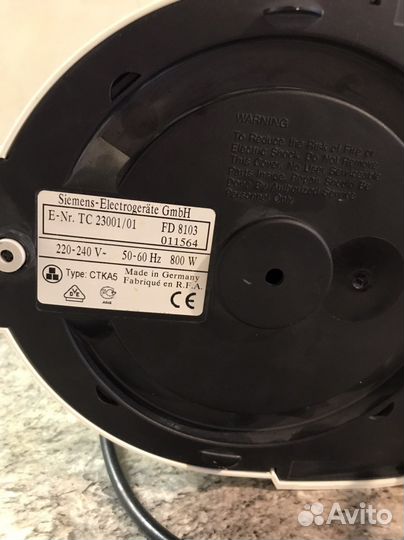 WARNING
To Reduce the Risk of Fire or
Electric Shock, Do Not Remove
This Cover. No User Serviceable
Parts Inside. Repair Should Be
Done By Authorized Service
Personnel Only.
Siemens-Electrogeräte GmbH
E-Nr. TC 23001/01 FD 8103
011564
220-240 V~ 50-60 Hz 800 W
Type: CTKA5 Made in Germany
Fabriqué en R.F.A.
VDE
CE
Avito